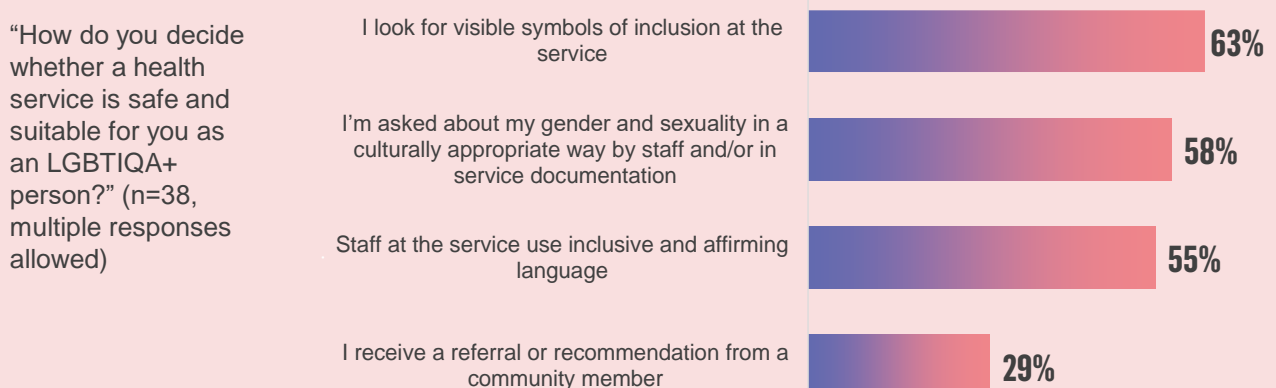 “How do you decide
whether a health
service is safe and
suitable for you as
an LGBTIQA+
person?” (n=38,
multiple responses
allowed)
I look for visible symbols of inclusion at the
service
63%
I’m asked about my gender and sexuality in a
culturally appropriate way by staff and/or in
service documentation
58%
Staff at the service use inclusive and affirming
language
55%
I receive a referral or recommendation from a
community member
29%